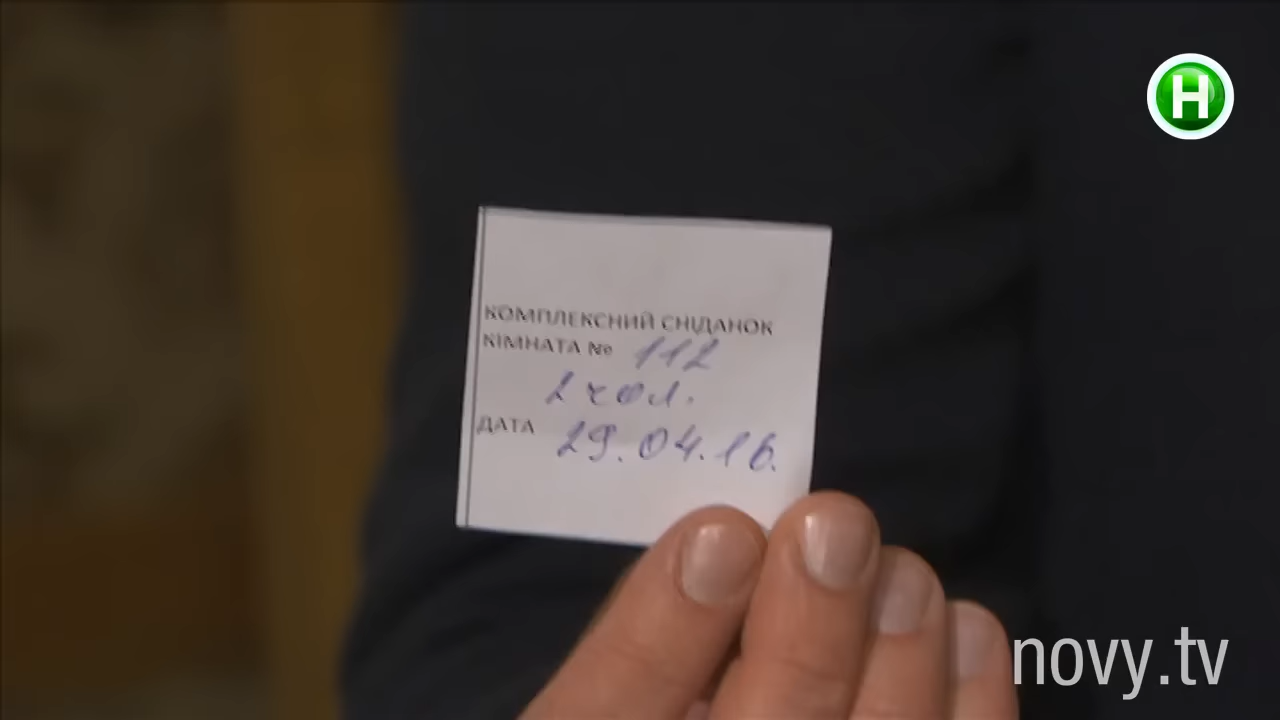 Н
КОМПЛЕКСНИЙ СНІДАНОК
КІМНАТА № 112
2 чол.
ДАТА 29.04.16.
novy.tv